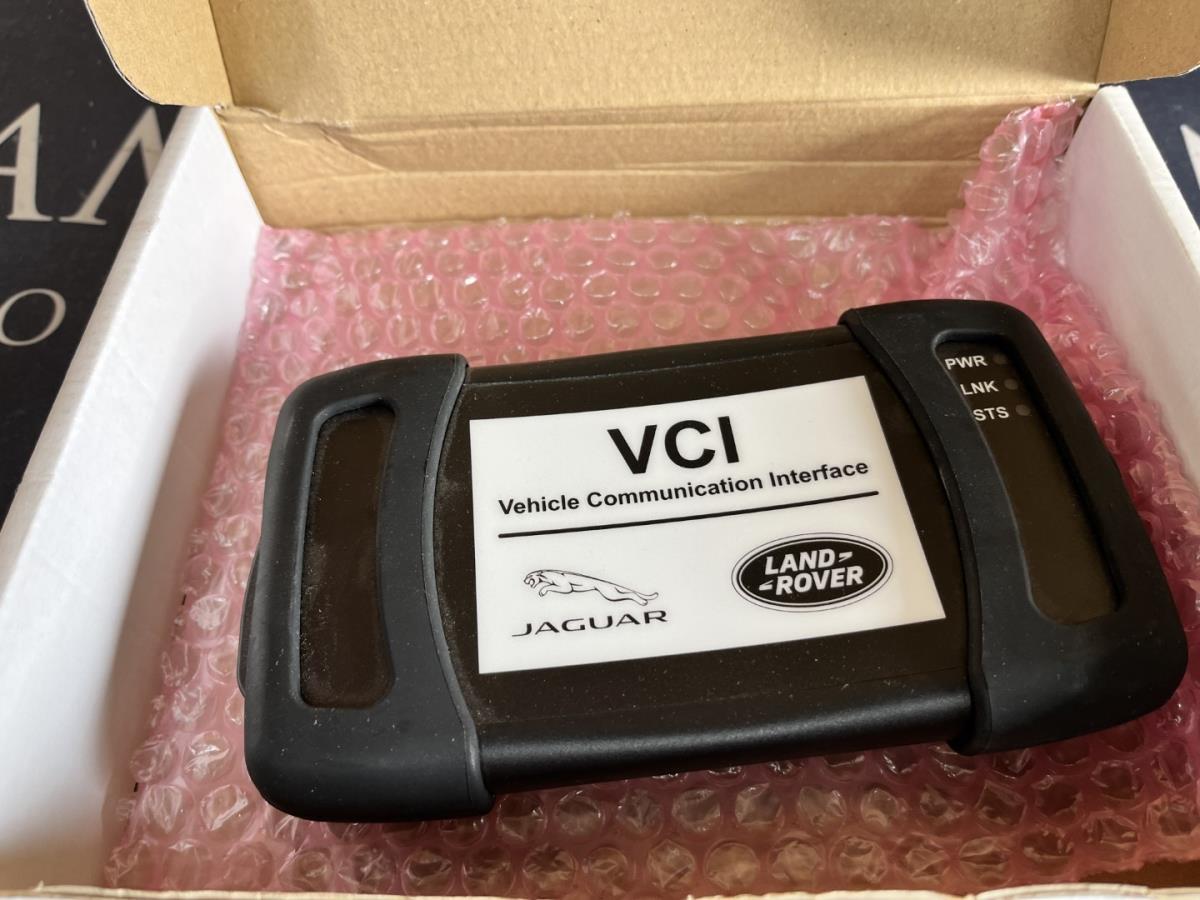 PWR
LNK
STS
VCI
Vehicle Communication Interface
JAGUAR
LAND-
-ROVER